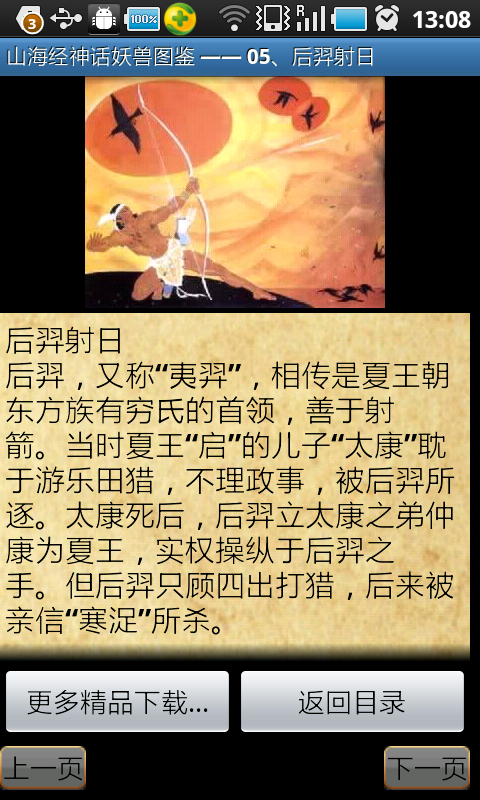 3
100%
R
13:08
山海经神话妖兽图鉴 —— 05、后羿射日
后羿射日
后羿，又称“夷羿”，相传是夏王朝
东方族有穷氏的首领，善于射
箭。当时夏王“启”的儿子“太康”耽
于游乐田猎，不理政事，被后羿所
逐。太康死后，后羿立太康之弟仲
康为夏王，实权操纵于后羿之
手。但后羿只顾四出打猎，后来被
亲信“寒浞”所杀。
更多精品下载...
返回目录
上一页
下一页